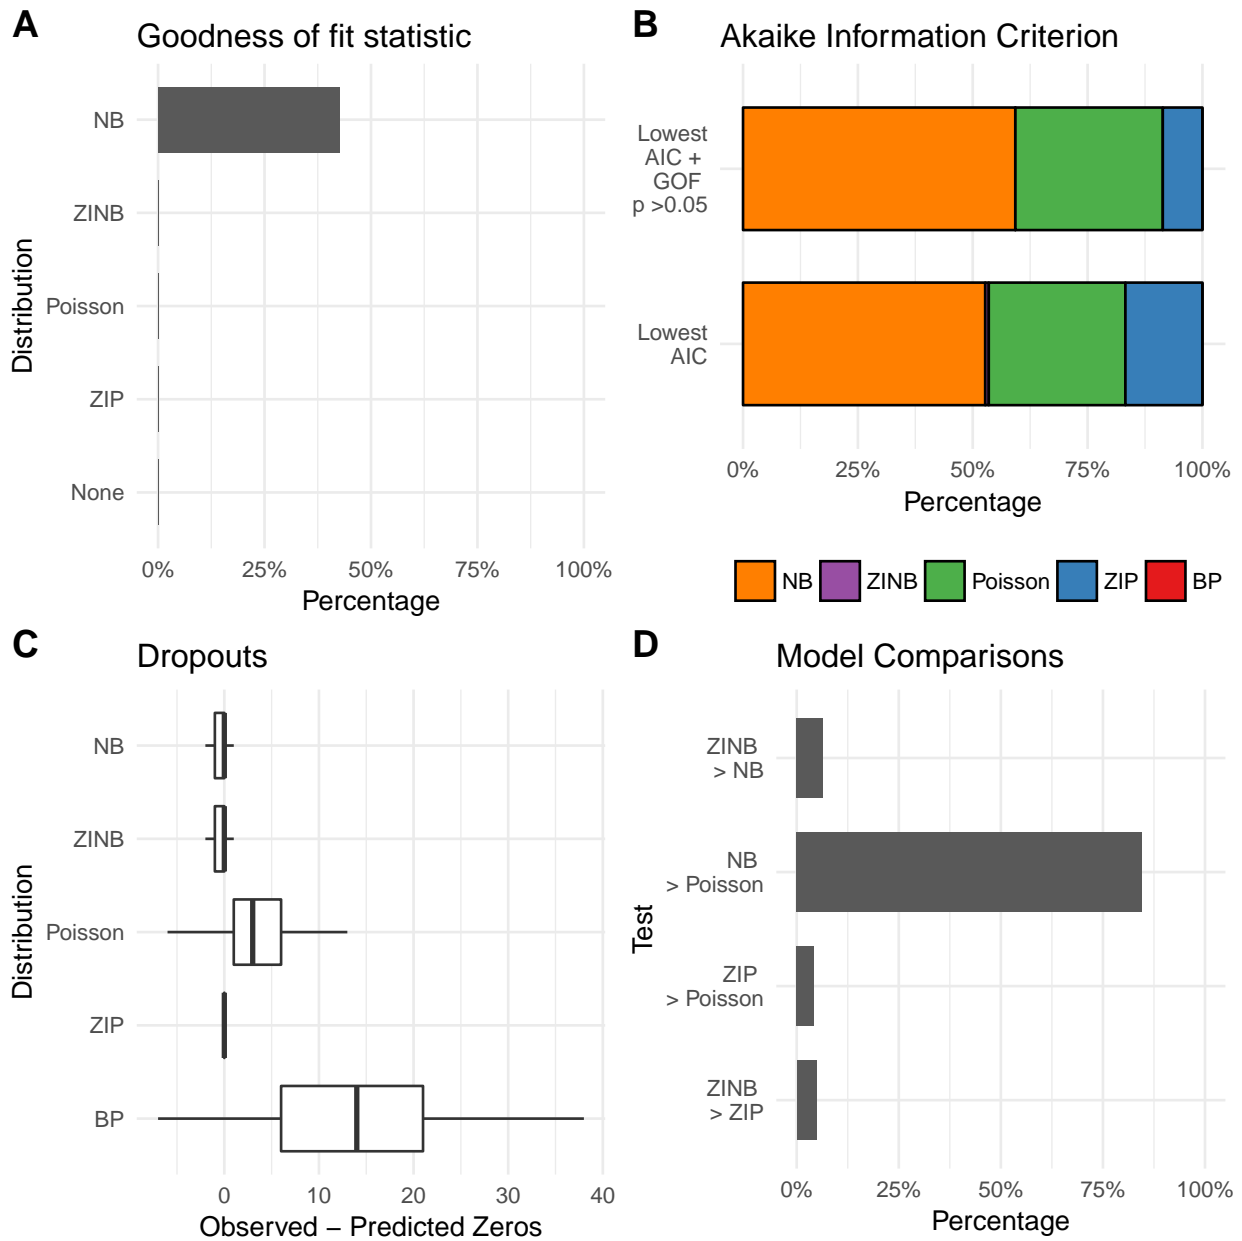 A
Goodness of fit statistic
Distribution
NB
ZINB
Poisson
ZIP
None
0% 25% 50% 75% 100%
Percentage
B
Akaike Information Criterion
Lowest
AIC +
GOF
p >0.05
Lowest
AIC
0% 25% 50% 75% 100%
Percentage
NB ZINB Poisson ZIP BP
C
Dropouts
Distribution
NB
ZINB
Poisson
ZIP
BP
0 10 20 30 40
Observed − Predicted Zeros
D
Model Comparisons
Test
ZINB
> NB
NB
> Poisson
ZIP
> Poisson
ZINB
> ZIP
0% 25% 50% 75% 100%
Percentage